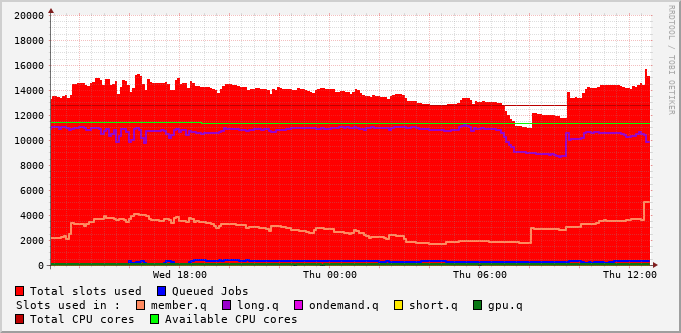 20000
18000
16000
14000
12000
10000
8000
6000
4000
2000
0
Wed 18:00 Thu 00:00 Thu 06:00 Thu 12:00
Total slots used Queued Jobs
Slots used in : member.q long.q ondemand.q short.q gpu.q
Total CPU cores Available CPU cores
RRDTOOL / TOBI OETIKER